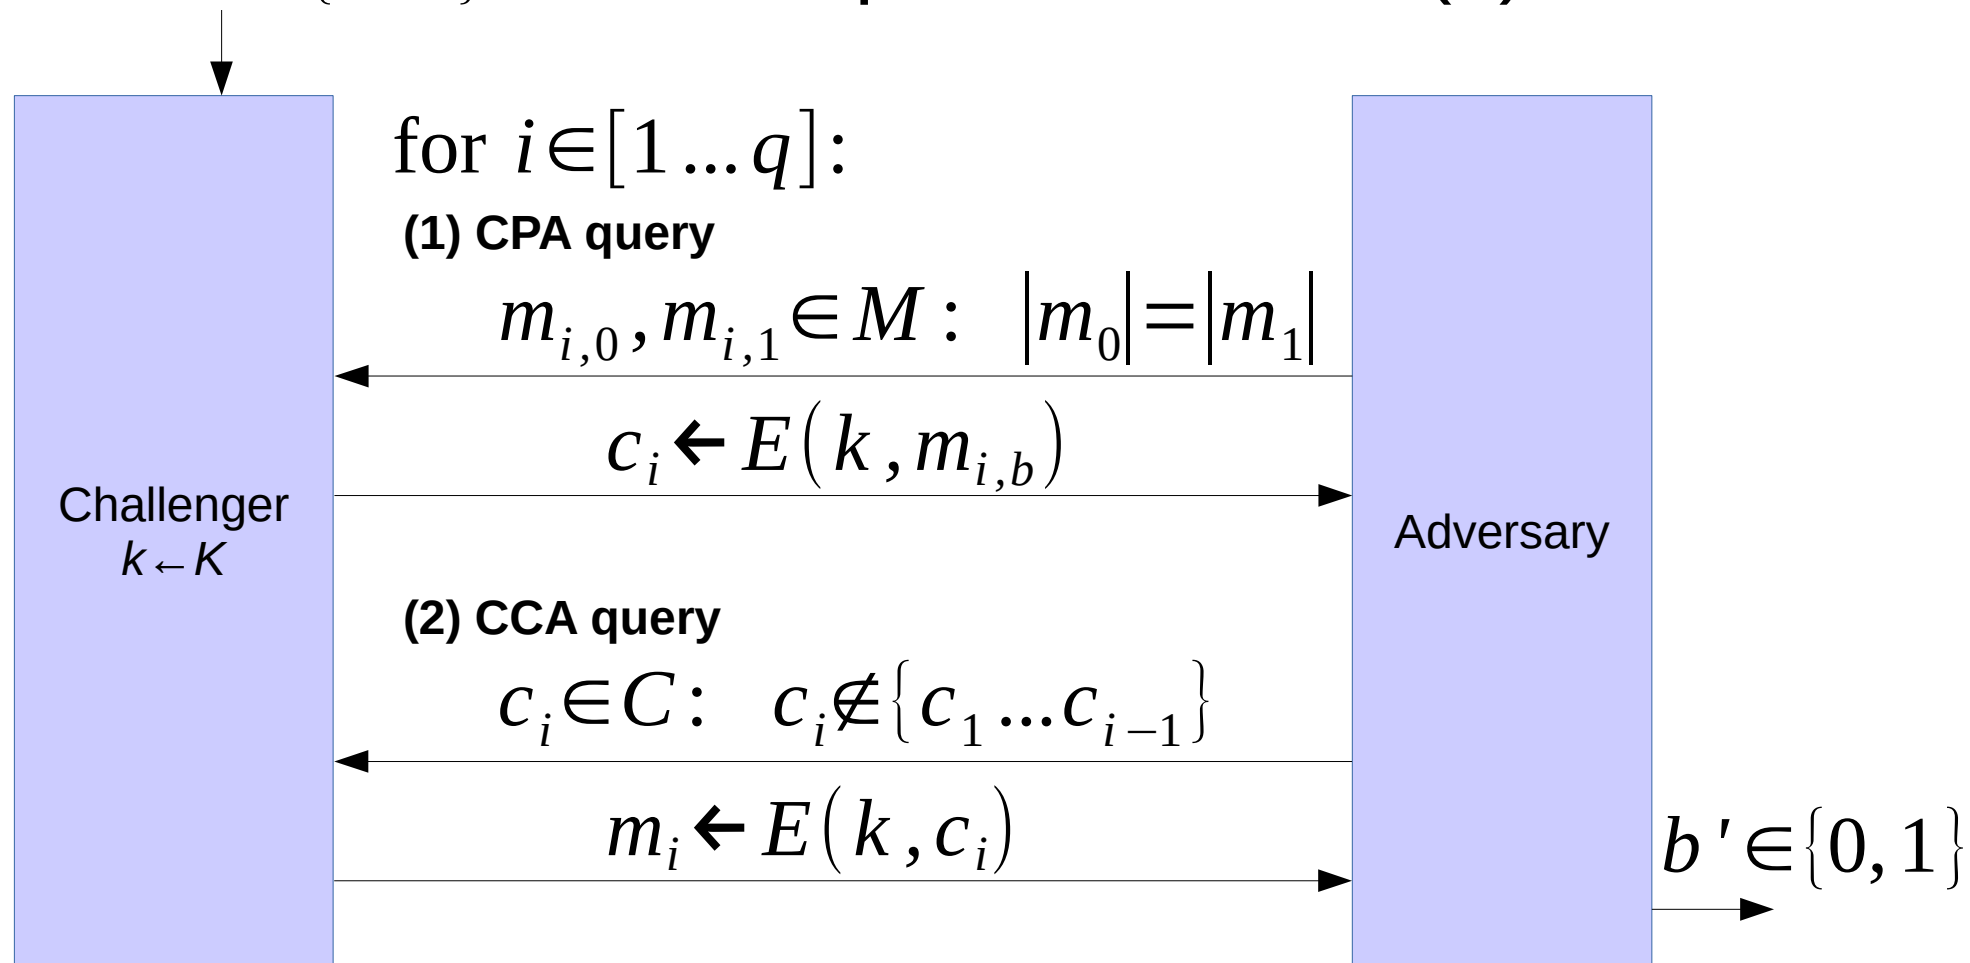 for i∈[1...q]:
(1) CPA query
m_{i,0}, m_{i,1}∈M: |m_0|=|m_1|
c_i←E(k,m_{i,b})
Challenger
k←K
Adversary
(2) CCA query
c_i∈C: c_i∉{c_1...c_{i−1}}
m_i←E(k,c_i)
b'∈{0,1}